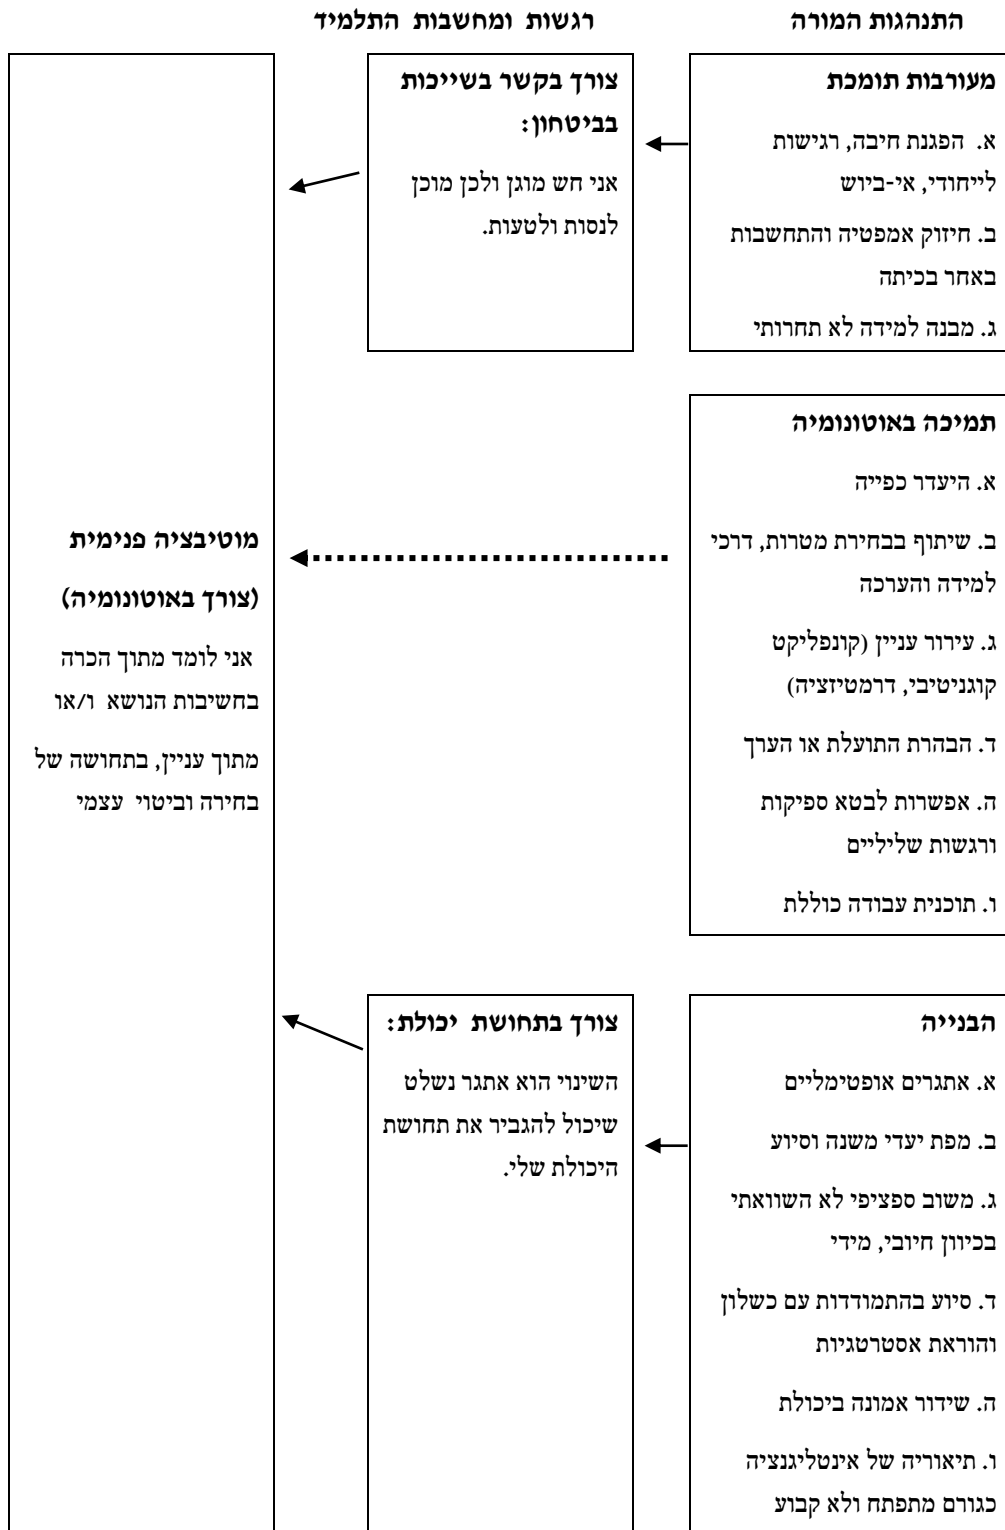 התנהגות המורה
רגשות ומחשבות התלמיד
מעורבות תומכת
א. הפגנת חיבה, רגישות
לייחודי, אי-ביוש
ב. חיזוק אמפטיה והתחשבות
באחר בכיתה
ג. מבנה למידה לא תחרותי
צורך בקשר בשייכות
בביטחון:
אני חש מוגן ולכן מוכן
לנסות ולטעות.
תמיכה באוטונומיה
א. היעדר כפייה
ב. שיתוף בבחירת מטרות, דרכי
למידה והערכה
ג. עירור עניין (קונפליקט
קוגניטיבי, דרמטיזציה)
ד. הבהרת התועלת או הערך
ה. אפשרות לבטא ספיקות
ורגשות שליליים
ו. תוכנית עבודה כוללת
מוטיבציה פנימית
(צורך באוטונומיה)
אני לומד מתוך הכרה
בחשיבות הנושא ו/או
מתוך עניין, בתחושה של
בחירה וביטוי עצמי
הבנייה
א. אתגרים אופטימליים
ב. מפת יעדי משנה וסיוע
ג. משוב ספציפי לא השוואתי
בכיוון חיובי, מידי
ד. סיוע בהתמודדות עם כשלון
והוראת אסטרטגיות
ה. שידור אמונה ביכולת
ו. תיאוריה של אינטליגנציה
כגורם מתפתח ולא קבוע
צורך בתחושת יכולת:
השינוי הוא אתגר נשלט
שיכול להגביר את תחושת
היכולת שלי.